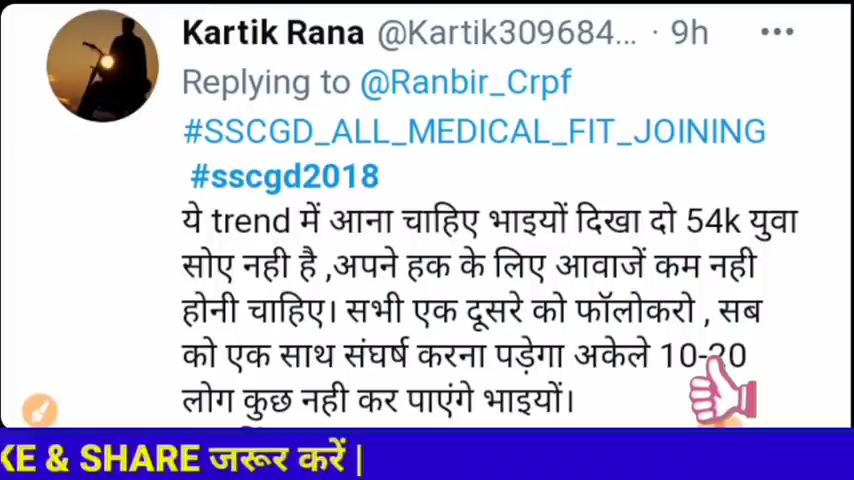 Kartik Rana @Kartik309684... · 9h
Replying to @Ranbir_Crpf
#SSCGD_ALL_MEDICAL_FIT_JOINING
#sscgd2018
ये trend में आना चाहिए भाइयों दिखा दो 54k युवा
सोए नही है ,अपने हक के लिए आवाजें कम नही
होनी चाहिए। सभी एक दूसरे को फॉलोकरो , सब
को एक साथ संघर्ष करना पड़ेगा अकेले 10-20
लोग कुछ नही कर पाएंगे भाइयों।
KE & SHARE जरूर करें |